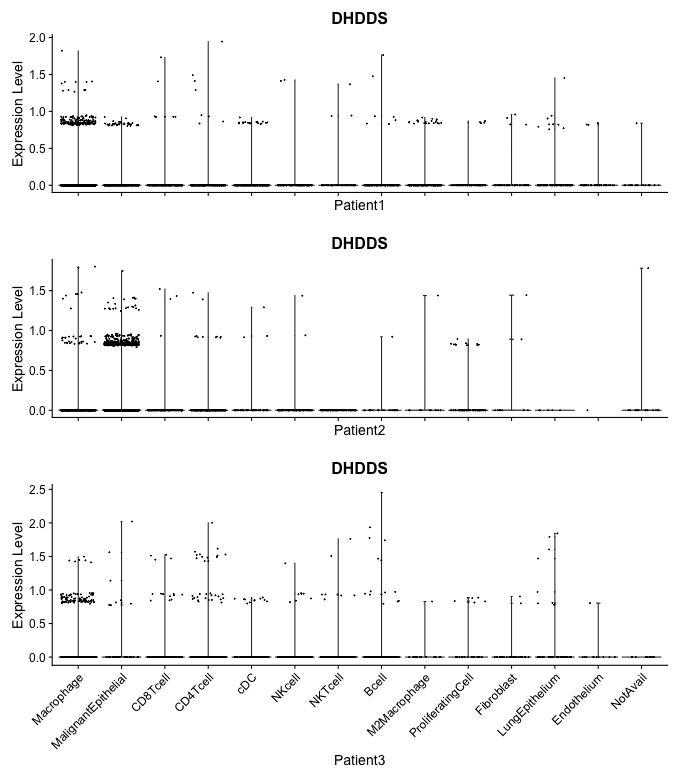 DHDDS
Expression Level
2.0
1.5
1.0
0.5
0.0
Patient1
DHDDS
Expression Level
1.5
1.0
0.5
0.0
Patient2
DHDDS
Expression Level
2.5
2.0
1.5
1.0
0.5
0.0
Macrophage
MalignantEpithelial
CD8Tcell
CD4Tcell
cDC
NKcell
NKTcell
Bcell
M2Macrophage
ProliferatingCell
Fibroblast
LungEpithelium
Endothelium
NotAvail
Patient3